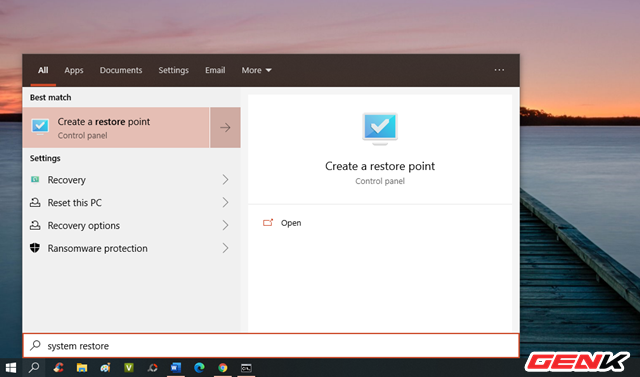 All Apps Documents Settings Email More
Best match
Create a restore point
Control panel
Settings
Recovery
Reset this PC
Recovery options
Ransomware protection
Create a restore point
Control panel
Open
system restore
GENK